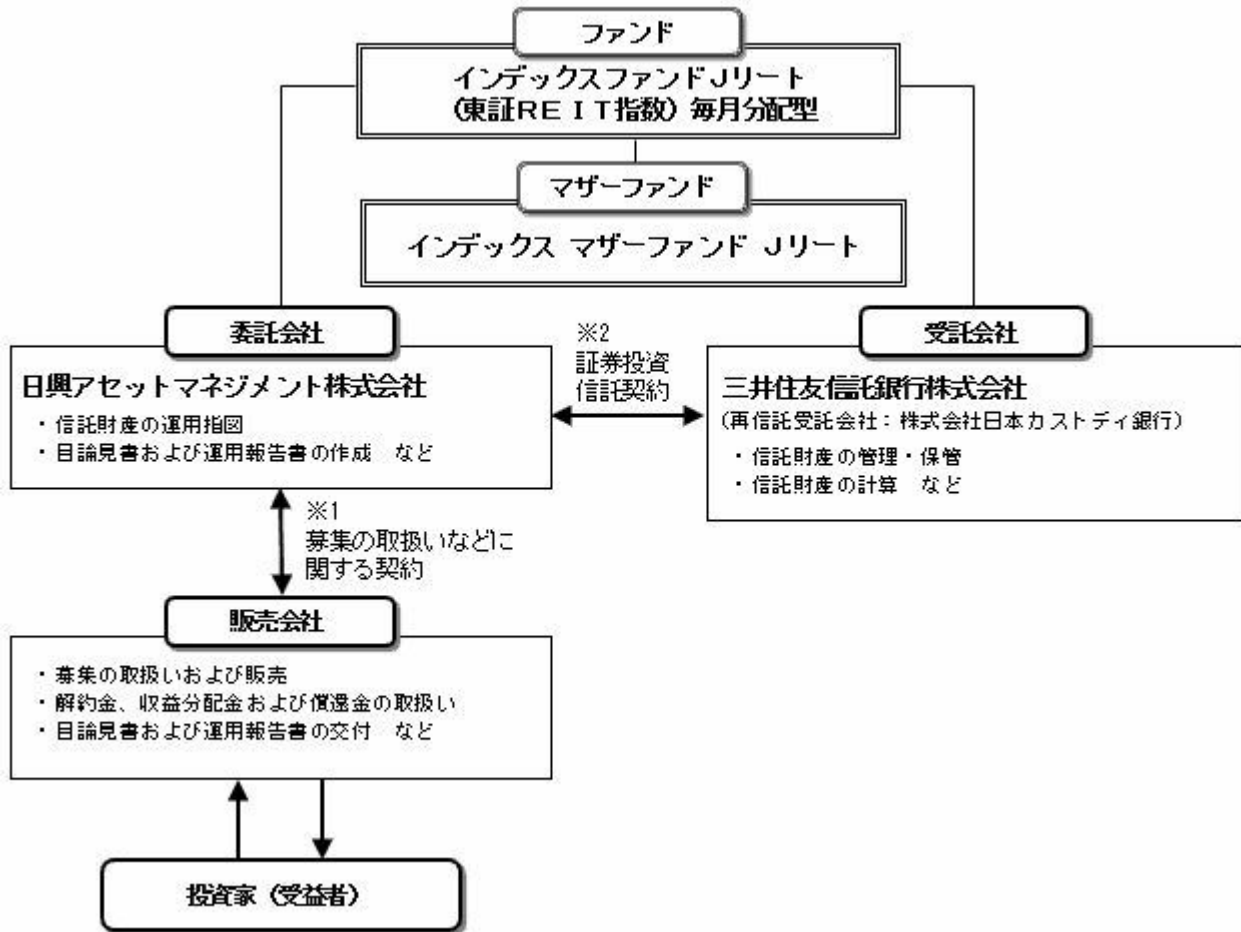 ファンド
インデックスファンドJリート
(東証REIT指数)毎月分配型
マザーファンド
インデックス マザーファンド Jリート
委託会社
日興アセットマネジメント株式会社
・信託財産の運用指図
・目論見書および運用報告書の作成 など
※2
証券投資
信託契約
受託会社
三井住友信託銀行株式会社
(再信託受託会社:株式会社日本カストディ銀行)
・信託財産の管理・保管
・信託財産の計算 など
※1
募集の取扱いなどに
関する契約
販売会社
・募集の取扱いおよび販売
・解約金、収益分配金および償還金の取扱い
・目論見書および運用報告書の交付 など
投資家(受益者)